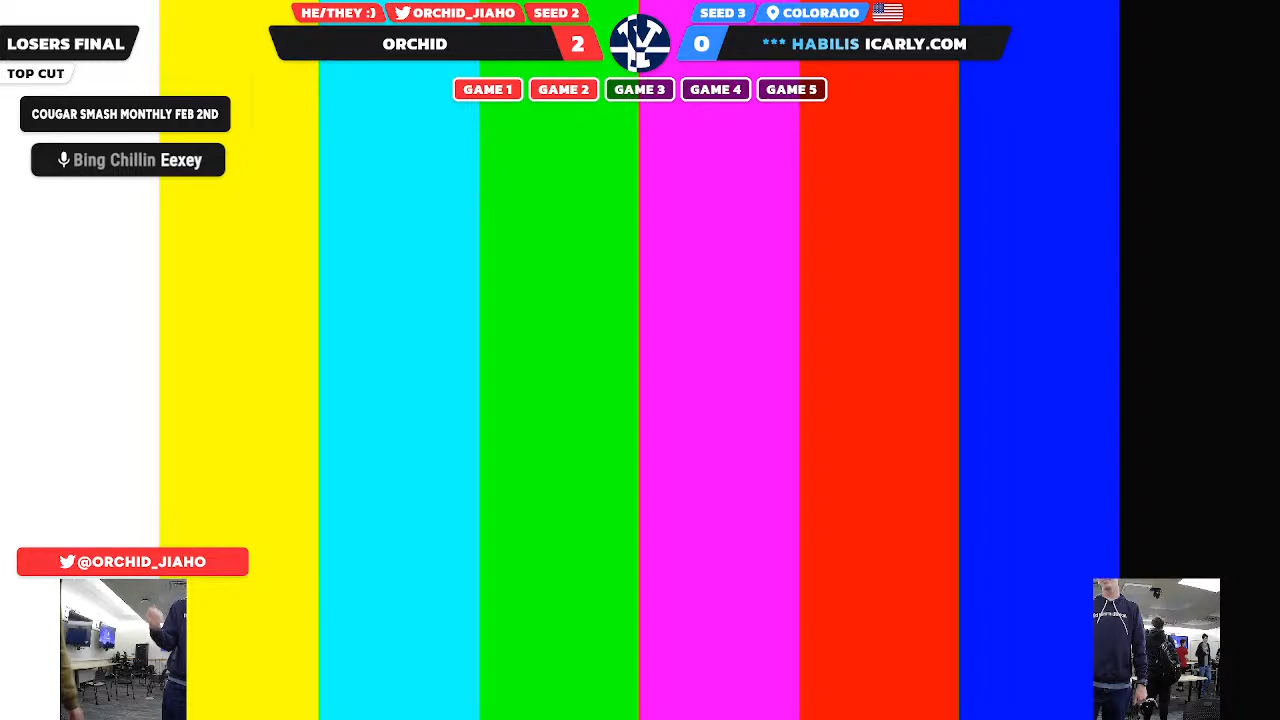 HE/THEY :)
ORCHID_JIAHO
SEED 2
SEED 3
COLORADO
LOSERS FINAL
ORCHID
2
0
*** HABILIS ICARLY.COM
TOP CUT
GAME 1
GAME 2
GAME 3
GAME 4
GAME 5
COUGAR SMASH MONTHLY FEB 2ND
Bing Chillin Eexey
@ORCHID_JIAHO